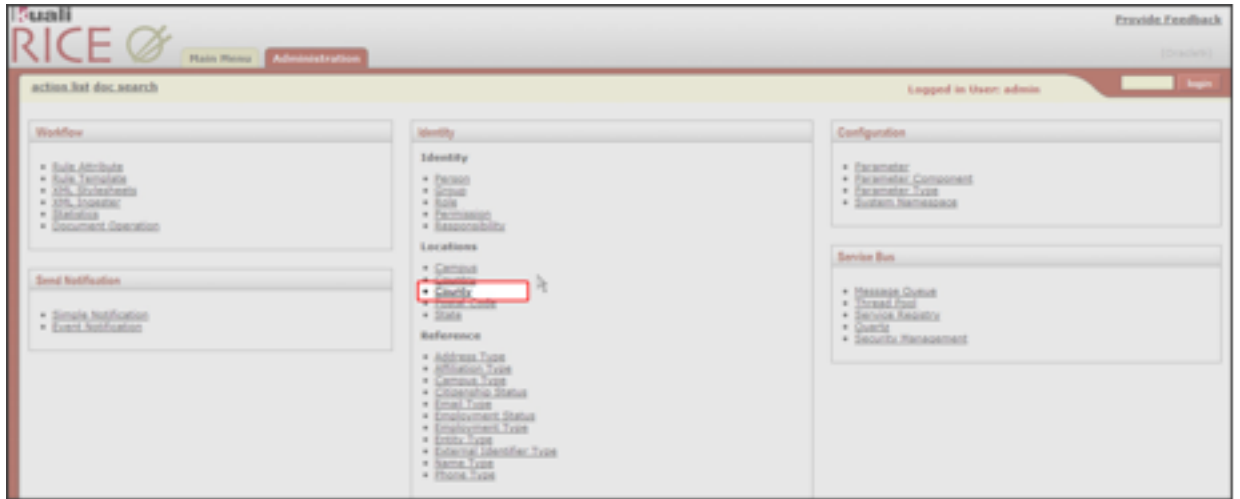 Kuali
RICE
Provide Feedback
Main Menu
Administration
action list doc search
Logged in User: admin
login
Workflow
Rule Attribute
Rule Template
XML Stylesheets
XML Ingester
Statistics
Document Operation
Send Notification
Simple Notification
Event Notification
Identity
Identity
Person
Group
Role
Permission
Responsibility
Locations
Campus
Country
County
Postal Code
State
Reference
Address Type
Affiliation Type
Campus Type
Citizenship Status
Email Type
Employment Status
Employment Type
Entity Type
External Identifier Type
Name Type
Phone Type
Configuration
Parameter
Parameter Component
Parameter Type
System Namespace
Service Bus
Message Queue
Thread Pool
Service Registry
Quartz
Security Management